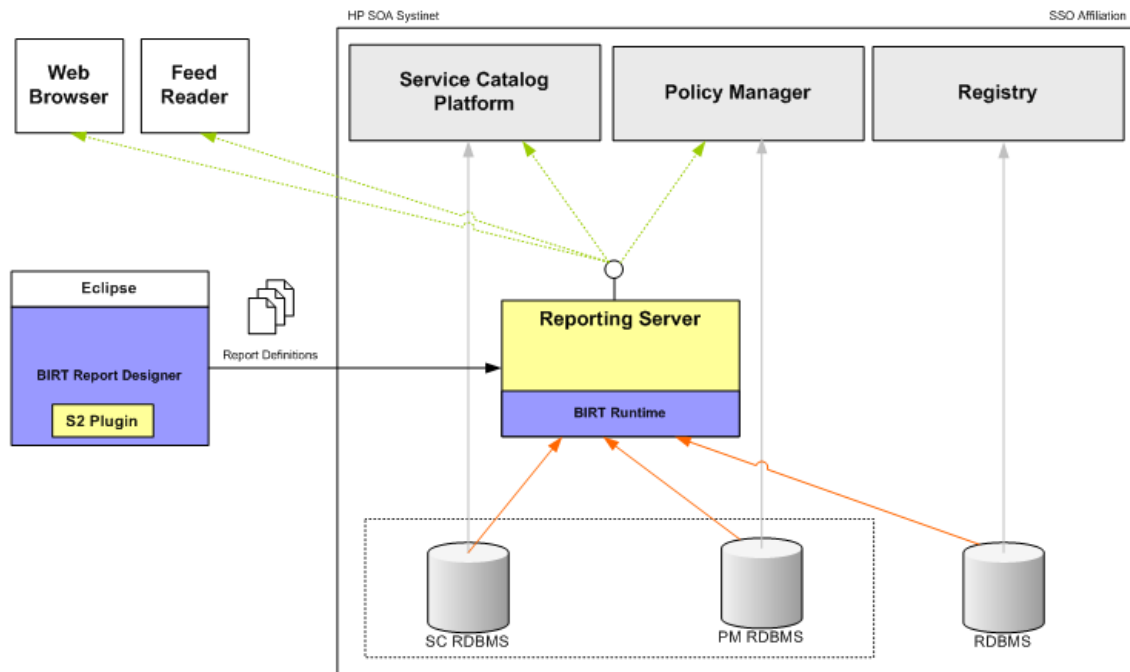 HP SOA Systinet
SSO Affiliation
Web
Browser
Feed
Reader
Service Catalog
Platform
Policy Manager
Registry
Eclipse
BIRT Report Designer
S2 Plugin
Report Definitions
Reporting Server
BIRT Runtime
SC RDBMS
PM RDBMS
RDBMS